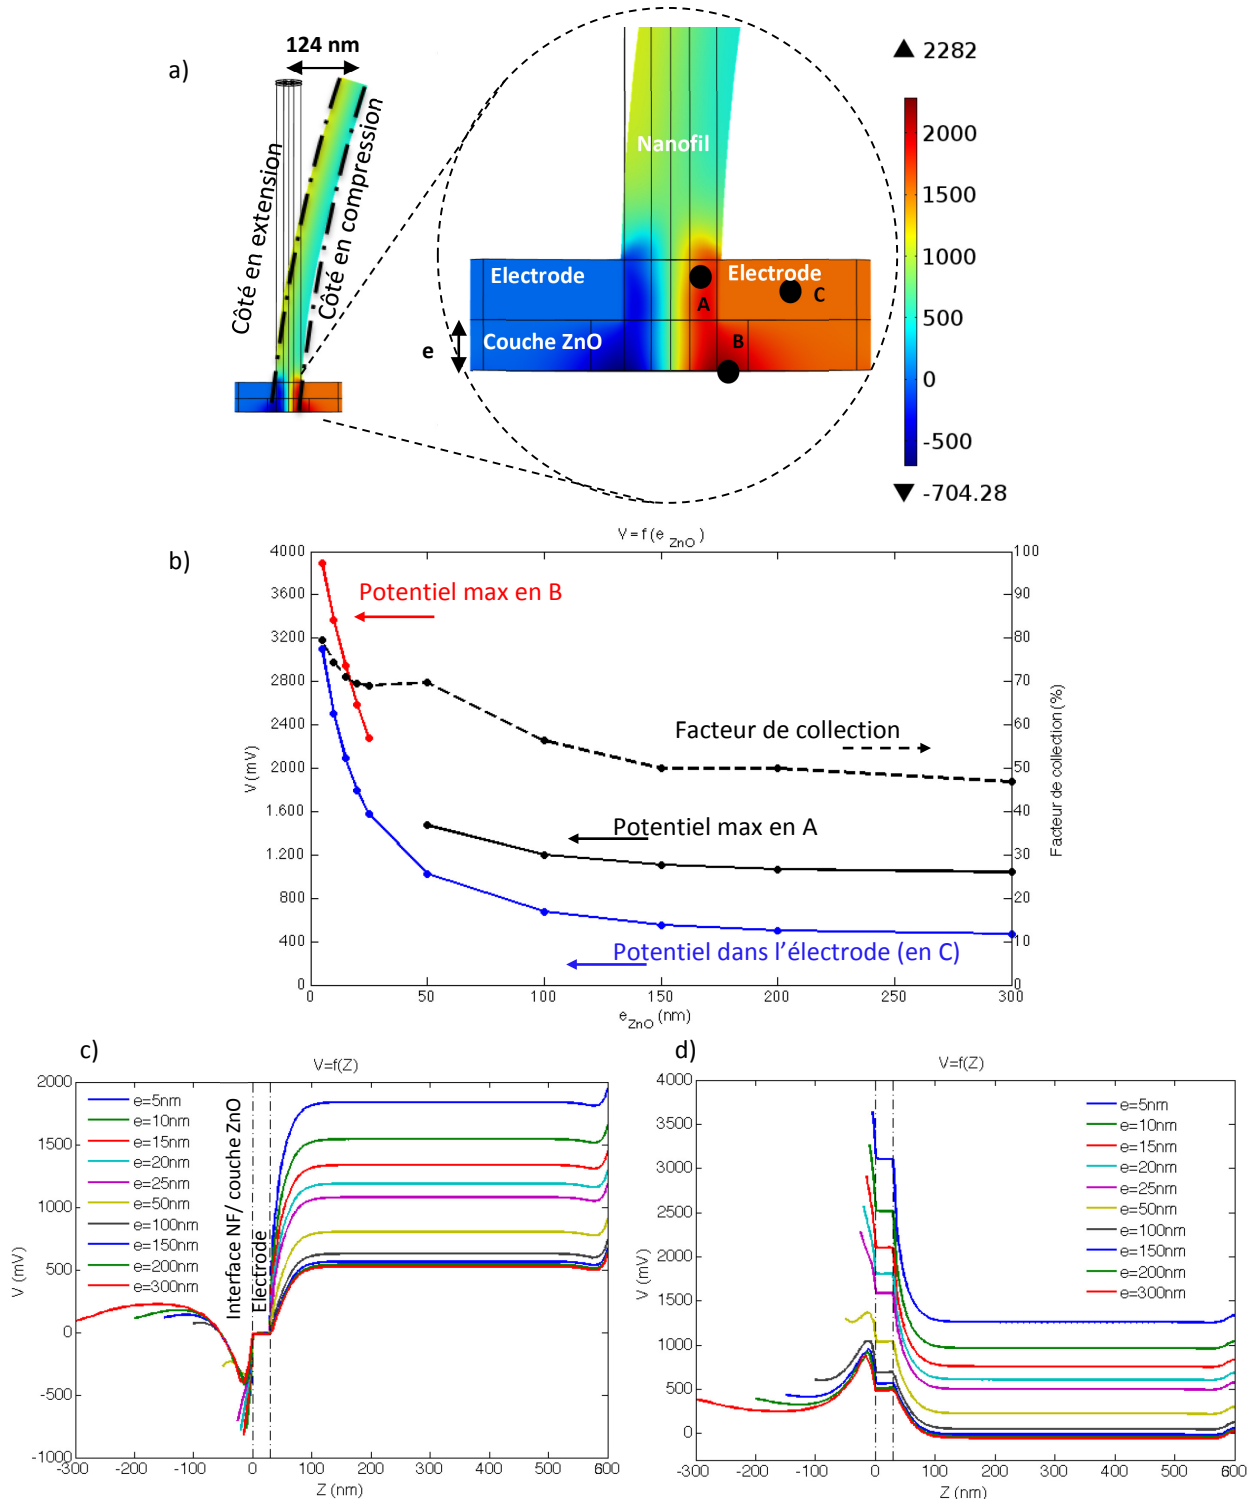 a)
124 nm
Côté en extension
Côté en compression
Nanofil
Electrode
Electrode
A
C
Couche ZnO
B
e
2282
2000
1500
1000
500
0
-500
-704.28
b)
V = f ( e ZnO )
4000
3600
3200
2800
2400
2000
1.600
1.200
800
400
0
V (mV)
100
90
80
70
60
50
40
30
20
10
0
Facteur de collection (%)
Potentiel max en B
Facteur de collection
Potentiel max en A
Potentiel dans l'électrode (en C)
0
50
100
150
200
250
300
e ZnO (nm)
c)
V=f(Z)
2000
1500
1000
500
0
-500
-1000
V (mV)
e=5nm
e=10nm
e=15nm
e=20nm
e=25nm
e=50nm
e=100nm
e=150nm
e=200nm
e=300nm
Interface NF/ couche ZnO
Electrode
-300
-200
-100
0
100
200
300
400
500
600
Z (nm)
d)
V=f(Z)
4000
3500
3000
2500
2000
1500
1000
500
0
V (mV)
e=5nm
e=10nm
e=15nm
e=20nm
e=25nm
e=50nm
e=100nm
e=150nm
e=200nm
e=300nm
-300
-200
-100
0
100
200
300
400
500
600
Z (nm)